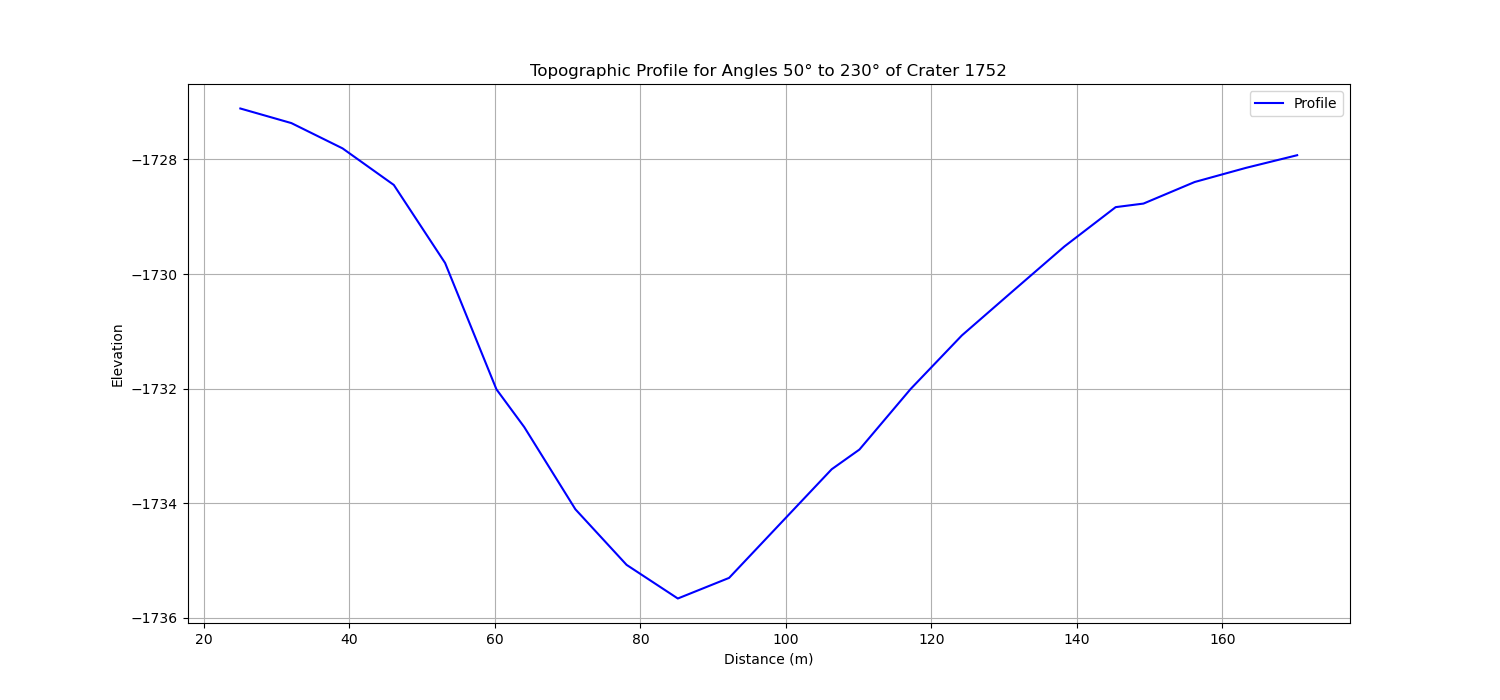 Topographic Profile for Angles 50° to 230° of Crater 1752
Profile
−1728
−1730
−1732
−1734
−1736
Elevation
20 40 60 80 100 120 140 160
Distance (m)